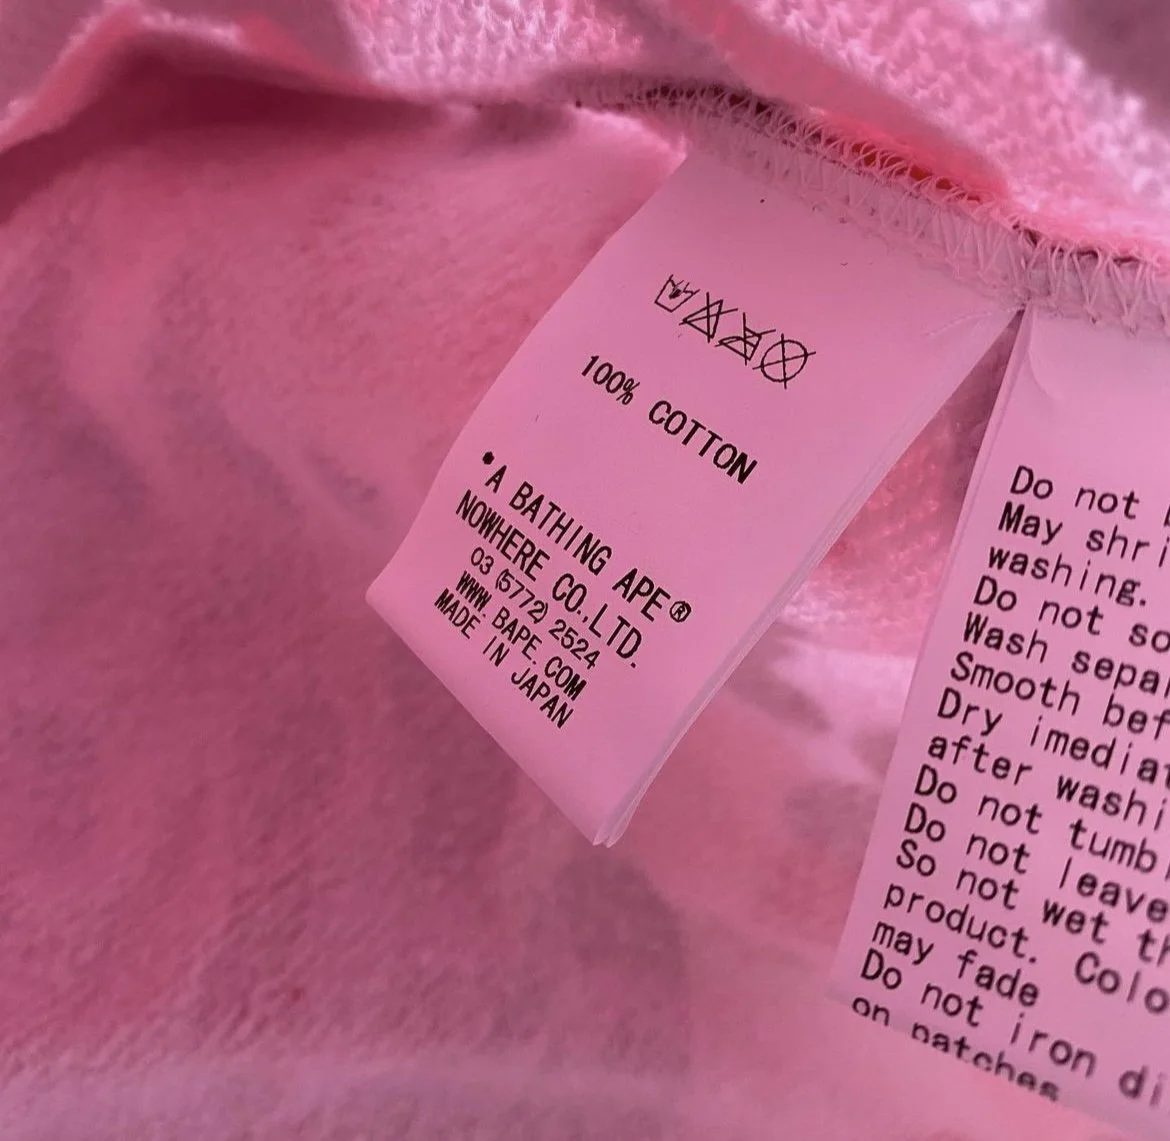 100% COTTON
•A BATHING APE®
NOWHERE CO.,LTD.
03 (5772) 2524
WWW.BAPE.COM
MADE IN JAPAN
Do not
May shri
washing.
Do not so
Wash separ
Smooth bef
Dry imediat
after washi
Do not tumb
Do not leave
So not wet th
product. Colo
may fade
Do not iron di
on patches